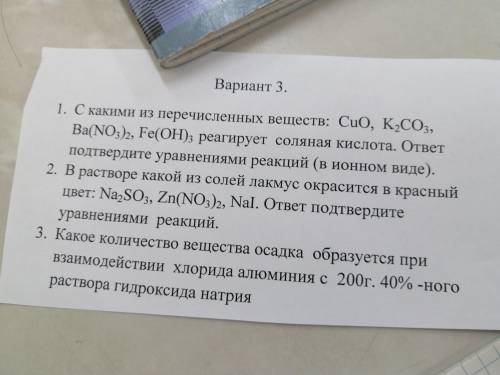 Вариант 3.
1. С какими из перечисленных веществ: CuO, K₂CO₃,
Ba(NO₃)₂, Fe(OH)₃ реагирует соляная кислота. Ответ
подтвердите уравнениями реакций (в ионном виде).
2. В растворе какой из солей лакмус окрасится в красный
цвет: Na₂SO₃, Zn(NO₃)₂, NaI. Ответ подтвердите
уравнениями реакций.
3. Какое количество вещества осадка образуется при
взаимодействии хлорида алюминия с 200г. 40% -ного
раствора гидроксида натрия